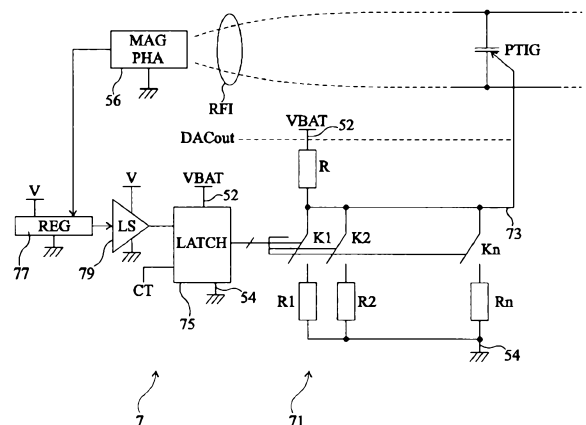 MAG
PHA
56
RFI
PTIG
VBAT
52
DACout
R
V
V
VBAT
52
REG
LS
LATCH
K1
K2
Kn
73
77
79
CT
75
54
R1
R2
Rn
54
7
71